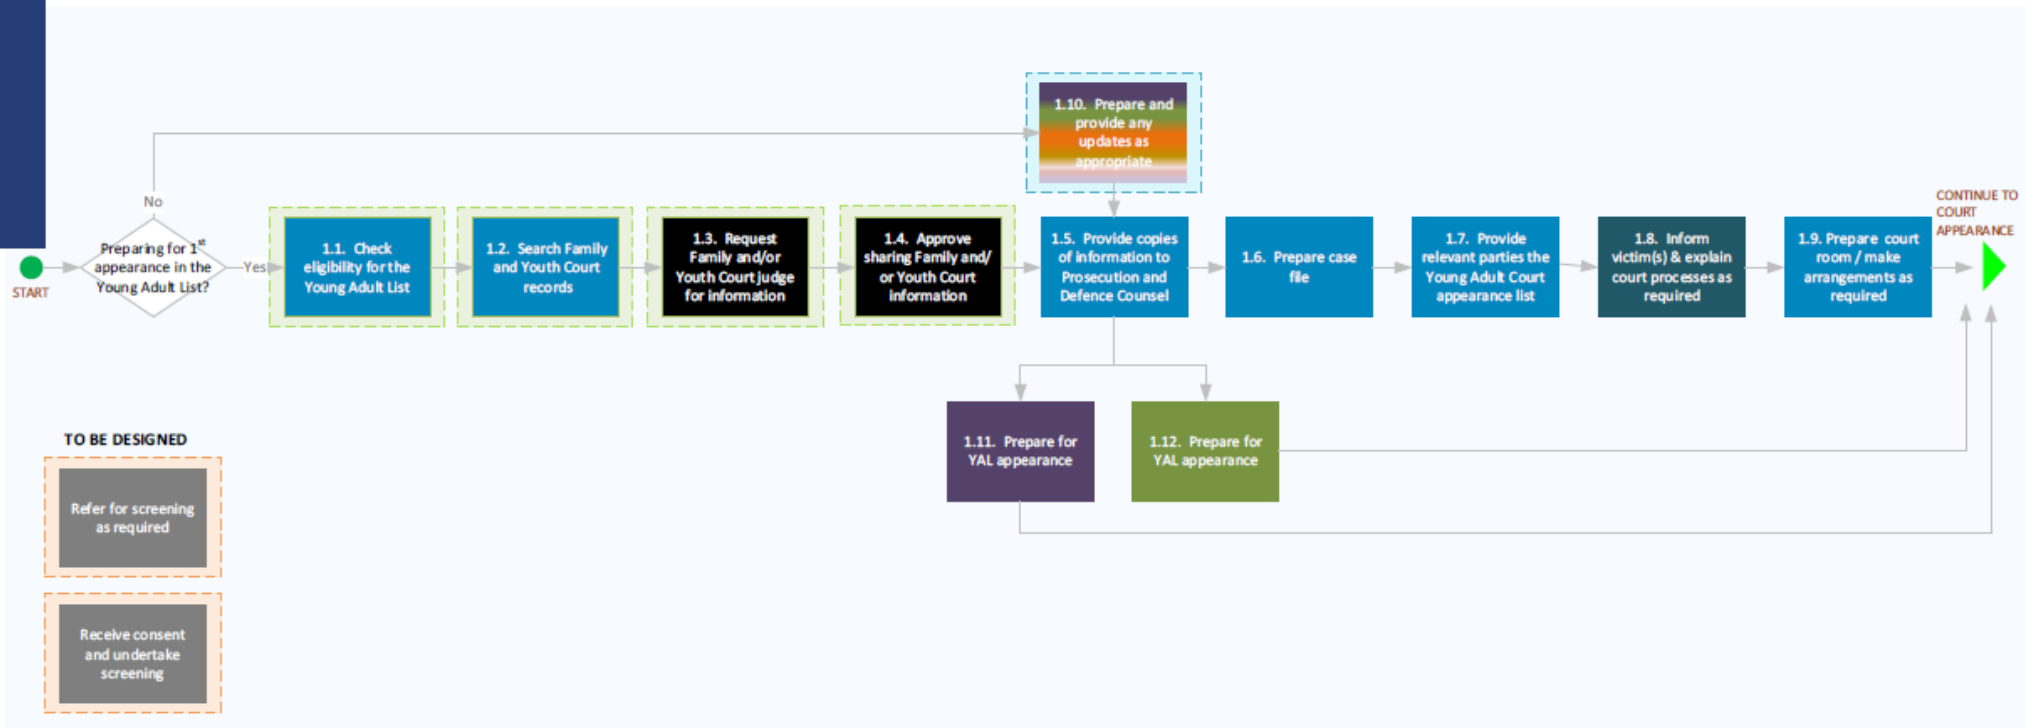 1.10. Prepare and
provide any
updates as
appropriate
No
CONTINUE TO
COURT
APPEARANCE
START
Preparing for 1st
appearance in the
Young Adult List?
Yes
1.1. Check
eligibility for the
Young Adult List
1.2. Search Family
and Youth Court
records
1.3. Request
Family and/or
Youth Court judge
for information
1.4. Approve
sharing Family and/
or Youth Court
information
1.5. Provide copies
of information to
Prosecution and
Defence Counsel
1.6. Prepare case
file
1.7. Provide
relevant parties the
Young Adult Court
appearance list
1.8. Inform
victim(s) & explain
court processes as
required
1.9. Prepare court
room / make
arrangements as
required
1.11. Prepare for
YAL appearance
1.12. Prepare for
YAL appearance
TO BE DESIGNED
Refer for screening
as required
Receive consent
and undertake
screening